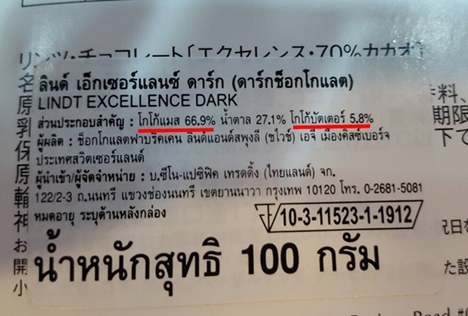 リンツ・チョコレート「エクセレンス・70%カカオ
ลินด์ เอ็กเซอร์แลนซ์ ดาร์ก (ดาร์กช็อกโกแลต)
LINDT EXCELLENCE DARK
ส่วนประกอบสำคัญ : โกโก้แมส 66.9% น้ำตาล 27.1% โกโก้บัตเตอร์ 5.8%
ผู้ผลิต : ช็อกโกแลตฟาบริคเคน ลินด์แอนด์สพุงลี (ชไวซ์) เอจี เมืองคิลส์เบอร์จ
ประเทศสวิตเซอร์แลนด์
ผู้นำเข้า/ผู้จัดจำหน่าย : บ.ซีโน-แปซิฟิค เทรดดิ้ง (ไทยแลนด์) จก.
122/2-3 ถ.นนทรี แขวงช่องนนทรี เขตยานนาวา กรุงเทพ 10120 โทร. 0-2681-5081
หมดอายุ ระบุด้านหลังกล่อง
10-3-11523-1-1912
น้ำหนักสุทธิ 100 กรัม